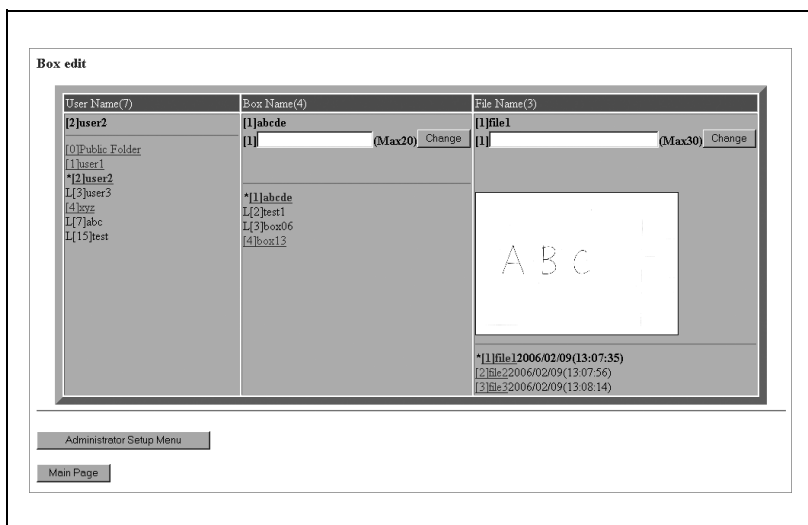 Box edit
User Name(7)
[2]user2
[0]Public Folder
[1]user1
*[2]user2
L[3]user3
[4]xyz
L[7]abc
L[15]test
Box Name(4)
[1]abcde
[1] (Max20) Change
*[1]abcde
L[2]test1
L[3]box06
[4]box13
File Name(3)
[1]file1
[1] (Max30) Change
A B C
*[1]file12006/02/09(13:07:35)
[2]file22006/02/09(13:07:56)
[3]file32006/02/09(13:08:14)
Administrator Setup Menu
Main Page